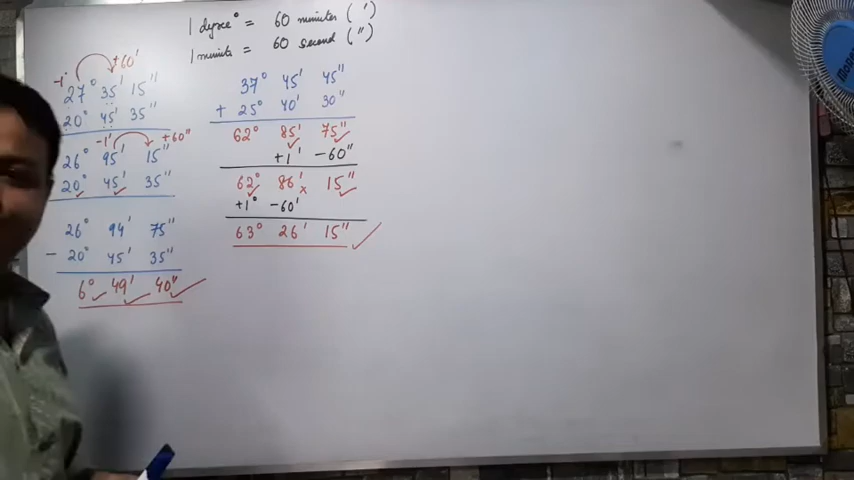 1 degree° = 60 minutes (')
1 minute = 60 second (")
-1° +60'
27° 35' 15"
20° 45' 35"
-1' +60"
26° 95' 15"
20° 45' 35"
26° 94' 75"
- 20° 45' 35"
6° 49' 40"
37° 45' 45"
+ 25° 40' 30"
62° 85' 75"
+1' -60"
62° 86' 15"
+1° -60'
63° 26' 15"